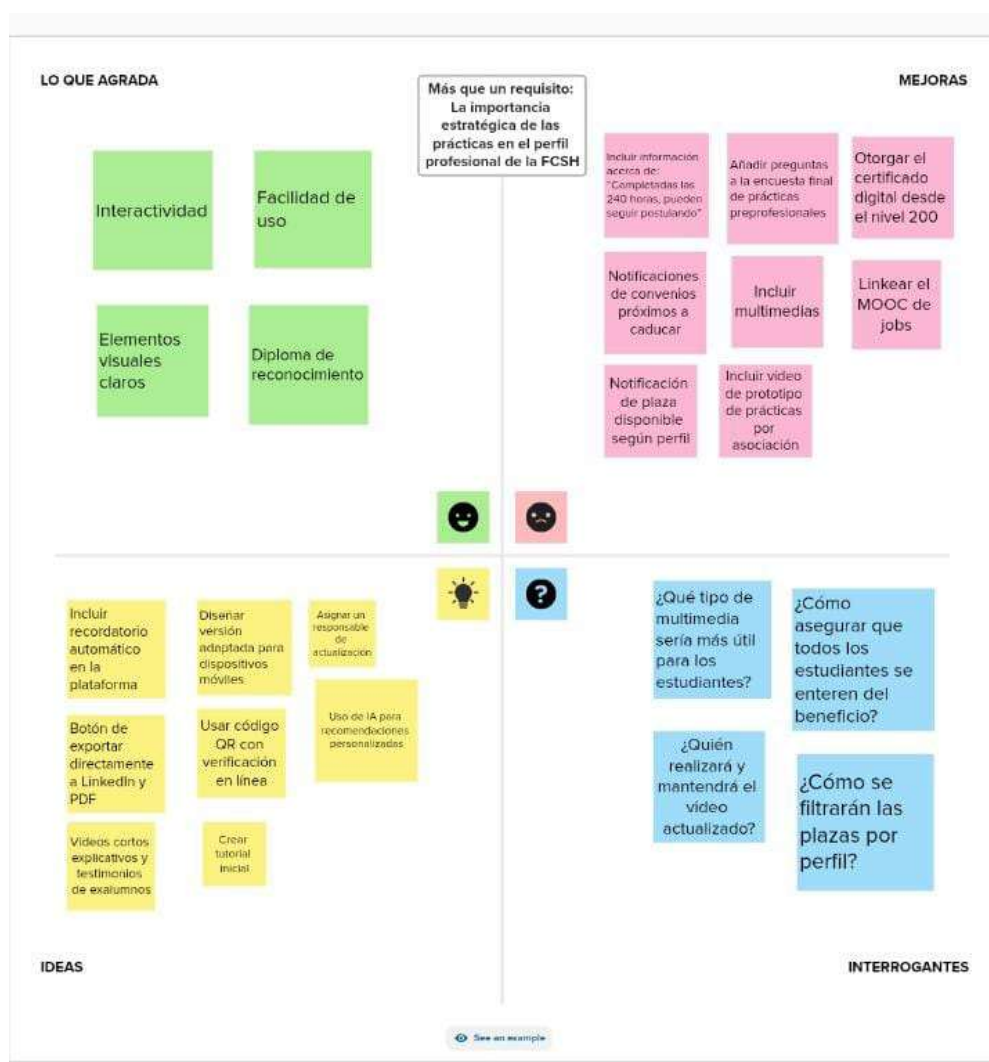 LO QUE AGRADA
Más que un requisito:
La importancia
estratégica de las
prácticas en el perfil
profesional de la FCSH
MEJORAS
Interactividad
Facilidad de
uso
Elementos
visuales
claros
Diploma de
reconocimiento
Incluir información
acerca de:
"Completadas las
240 horas, pueden
seguir postulando"
Añadir preguntas
a la encuesta final
de prácticas
preprofesionales
Otorgar el
certificado
digital desde
el nivel 200
Notificaciones
de convenios
próximos a
caducar
Incluir
multimedias
Linkear el
MOOC de
jobs
Notificación
de plaza
disponible
según perfil
Incluir video
de prototipo
de prácticas
por
asociación
Incluir
recordatorio
automático
en la
plataforma
Diseñar
versión
adaptada para
dispositivos
móviles
Asignar un
responsable
de
actualización
Botón de
exportar
directamente
a LinkedIn y
PDF
Usar código
QR con
verificación
en línea
Uso de IA para
recomendaciones
personalizadas
Videos cortos
explicativos y
testimonios
de exalumnos
Crear
tutorial
inicial
?
¿Qué tipo de
multimedia
sería más útil
para los
estudiantes?
¿Cómo
asegurar que
todos los
estudiantes se
enteren del
beneficio?
¿Quién
realizará y
mantendrá el
video
actualizado?
¿Cómo se
filtrarán las
plazas por
perfil?
IDEAS
INTERROGANTES
See an example